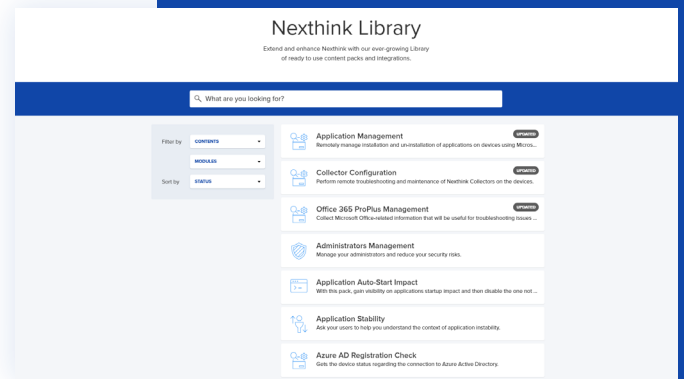 Nexthink Library
Extend and enhance Nexthink with our ever-growing Library
of ready to use content packs and integrations.
What are you looking for?
Filter by
CONTENTS
MODULES
Sort by
STATUS
Application Management
UPDATED
Remotely manage installation and un-installation of applications on devices using Micros...
Collector Configuration
UPDATED
Perform remote troubleshooting and maintenance of Nexthink Collectors on the devices.
Office 365 ProPlus Management
UPDATED
Collect Microsoft Office-related information that will be useful for troubleshooting issues ...
Administrators Management
Manage your administrators and reduce your security risks.
Application Auto-Start Impact
With this pack, gain visibility on applications startup impact and then disable the one not ...
Application Stability
Ask your users to help you understand the context of application instability.
Azure AD Registration Check
Gets the device status regarding the connection to Azure Active Directory.